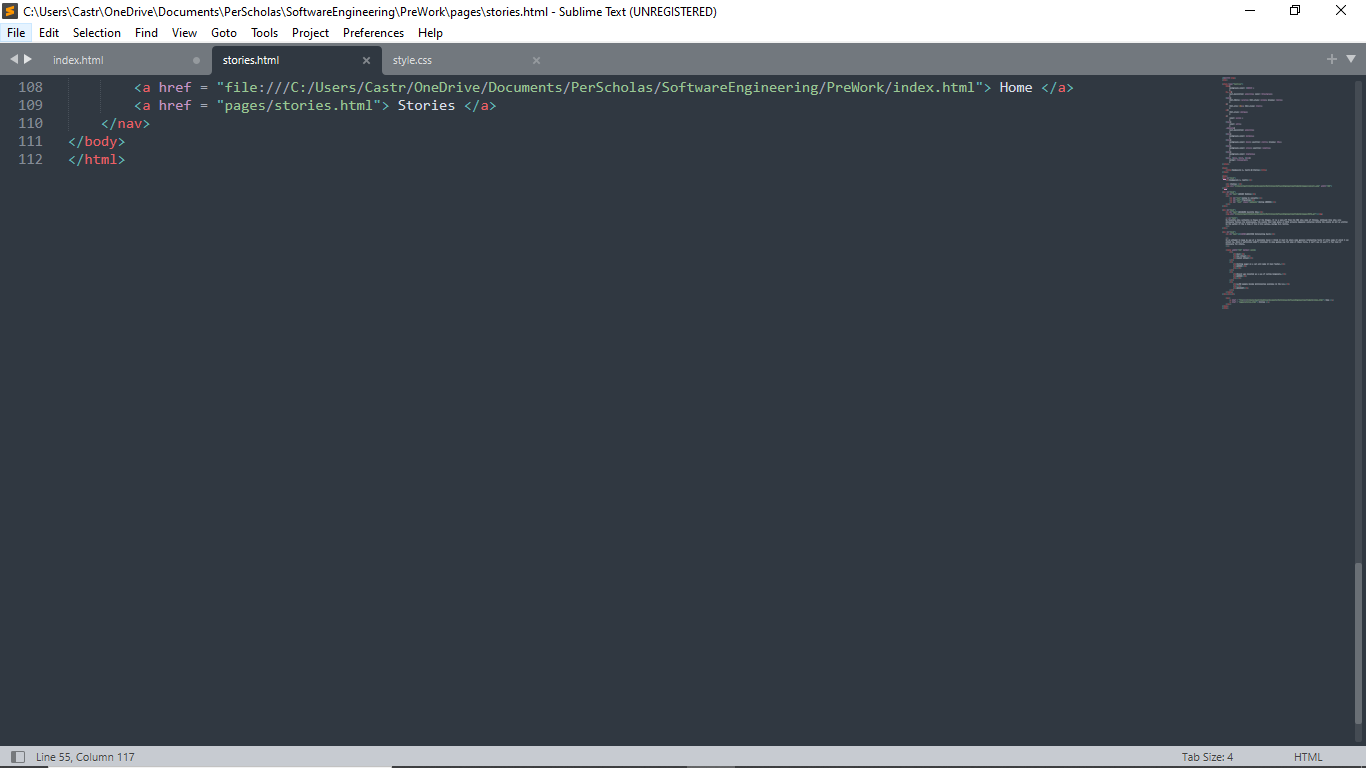 C:\Users\Castr\OneDrive\Documents\PerScholas\SoftwareEngineering\PreWork\pages\stories.html - Sublime Text (UNREGISTERED)
File Edit Selection Find View Goto Tools Project Preferences Help
index.html stories.html style.css
108 <a href = "file:///C:/Users/Castr/OneDrive/Documents/PerScholas/SoftwareEngineering/PreWork/index.html"> Home </a>
109 <a href = "pages/stories.html"> Stories </a>
110 </nav>
111 </body>
112 </html>
Line 55, Column 117 Tab Size: 4 HTML